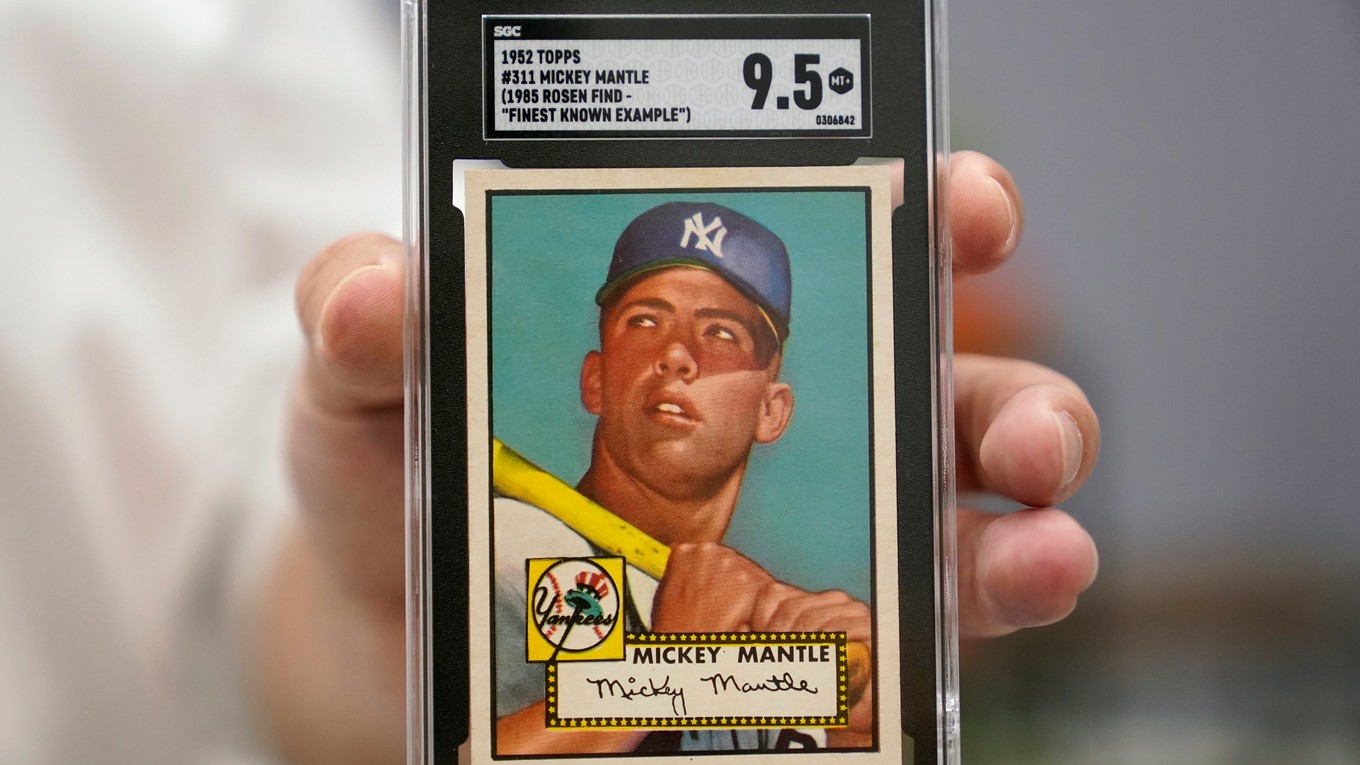 SGC
1952 TOPPS
#311 MICKEY MANTLE
(1985 ROSEN FIND -
"FINEST KNOWN EXAMPLE")
9.5 MT+
0306842
NY
Yankees
MICKEY MANTLE
Mickey Mantle